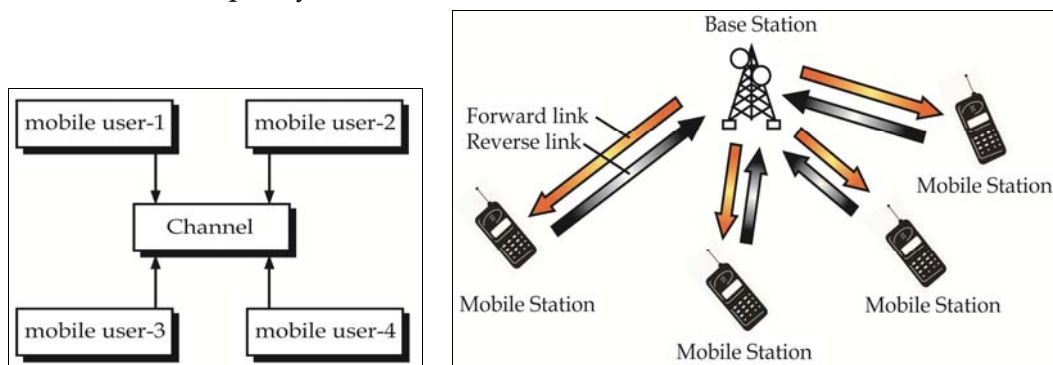 mobile user-1
mobile user-2
Channel
mobile user-3
mobile user-4
Base Station
Forward link
Reverse link
Mobile Station
Mobile Station
Mobile Station
Mobile Station